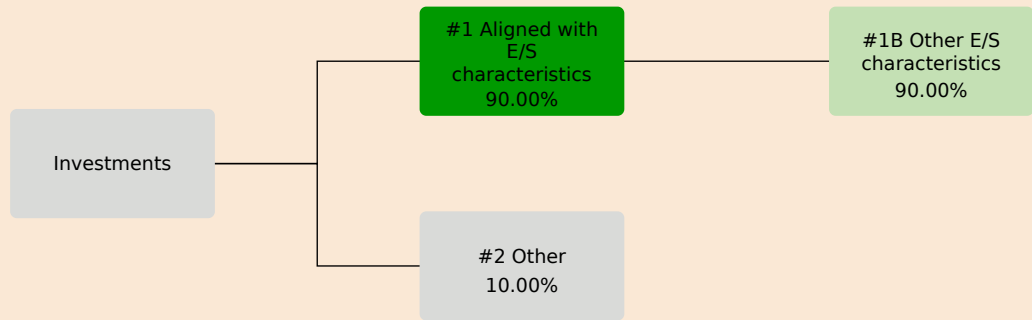 Investments
#1 Aligned with
E/S
characteristics
90.00%
#1B Other E/S
characteristics
90.00%
#2 Other
10.00%